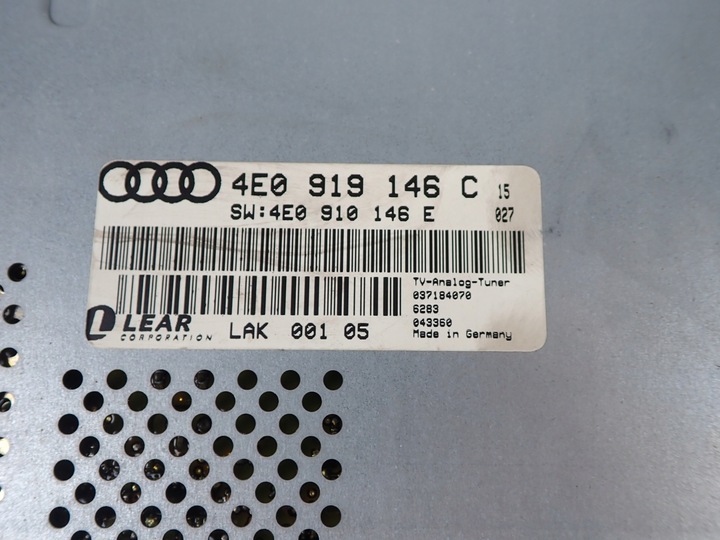 4E0 919 146 C 15
SW:4E0 910 146 E 027
TV-Analog-Tuner
037184070
6283
043360
Made in Germany
LEAR
CORPORATION
LAK 001 05